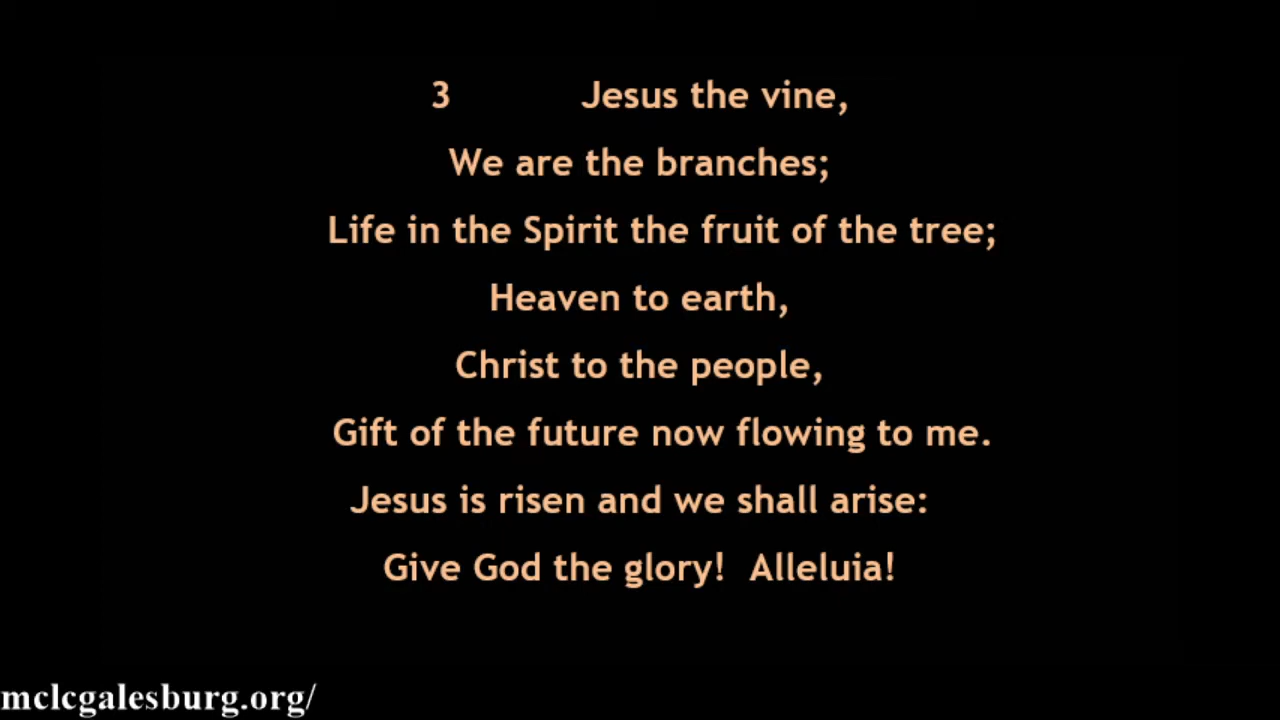 3 Jesus the vine,
We are the branches;
Life in the Spirit the fruit of the tree;
Heaven to earth,
Christ to the people,
Gift of the future now flowing to me.
Jesus is risen and we shall arise:
Give God the glory! Alleluia!
mclcgalesburg.org/